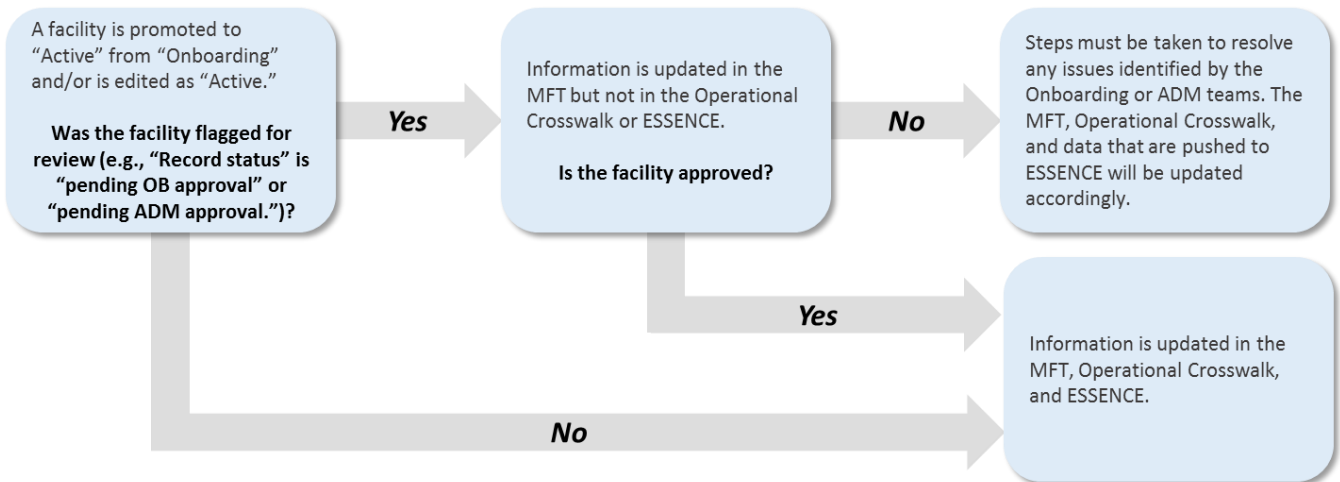 A facility is promoted to
“Active” from “Onboarding”
and/or is edited as “Active.”
Was the facility flagged for
review (e.g., “Record status” is
“pending OB approval” or
“pending ADM approval.”)?
Yes
Information is updated in the
MFT but not in the Operational
Crosswalk or ESSENCE.
Is the facility approved?
No
Steps must be taken to resolve
any issues identified by the
Onboarding or ADM teams. The
MFT, Operational Crosswalk,
and data that are pushed to
ESSENCE will be updated
accordingly.
Yes
Information is updated in the
MFT, Operational Crosswalk,
and ESSENCE.
No